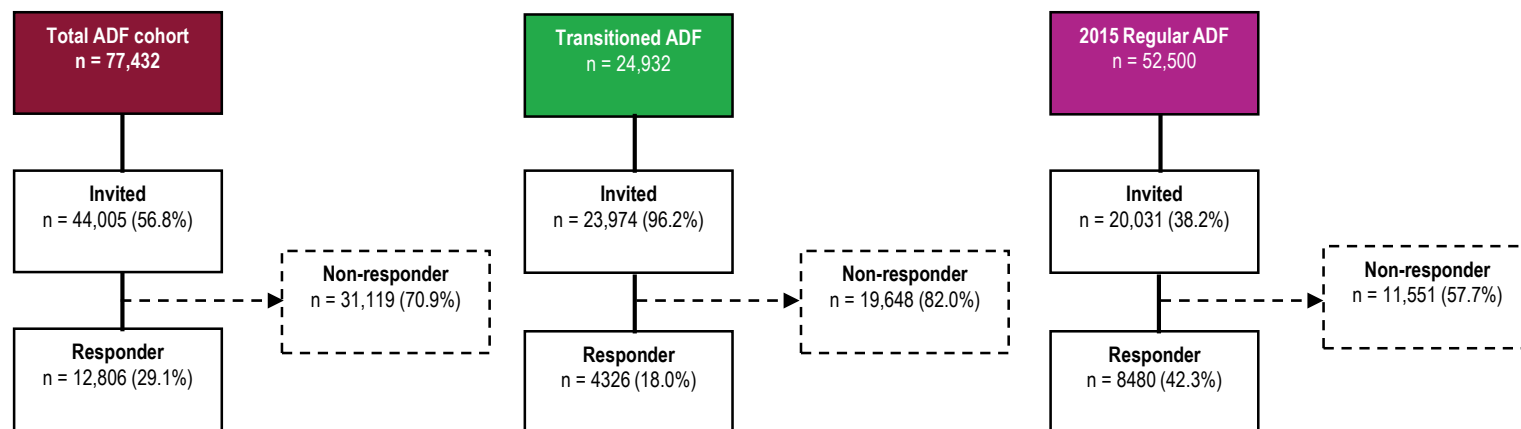 Total ADF cohort
n = 77,432
Invited
n = 44,005 (56.8%)
Non-responder
n = 31,119 (70.9%)
Responder
n = 12,806 (29.1%)
Transitioned ADF
n = 24,932
Invited
n = 23,974 (96.2%)
Non-responder
n = 19,648 (82.0%)
Responder
n = 4326 (18.0%)
2015 Regular ADF
n = 52,500
Invited
n = 20,031 (38.2%)
Non-responder
n = 11,551 (57.7%)
Responder
n = 8480 (42.3%)